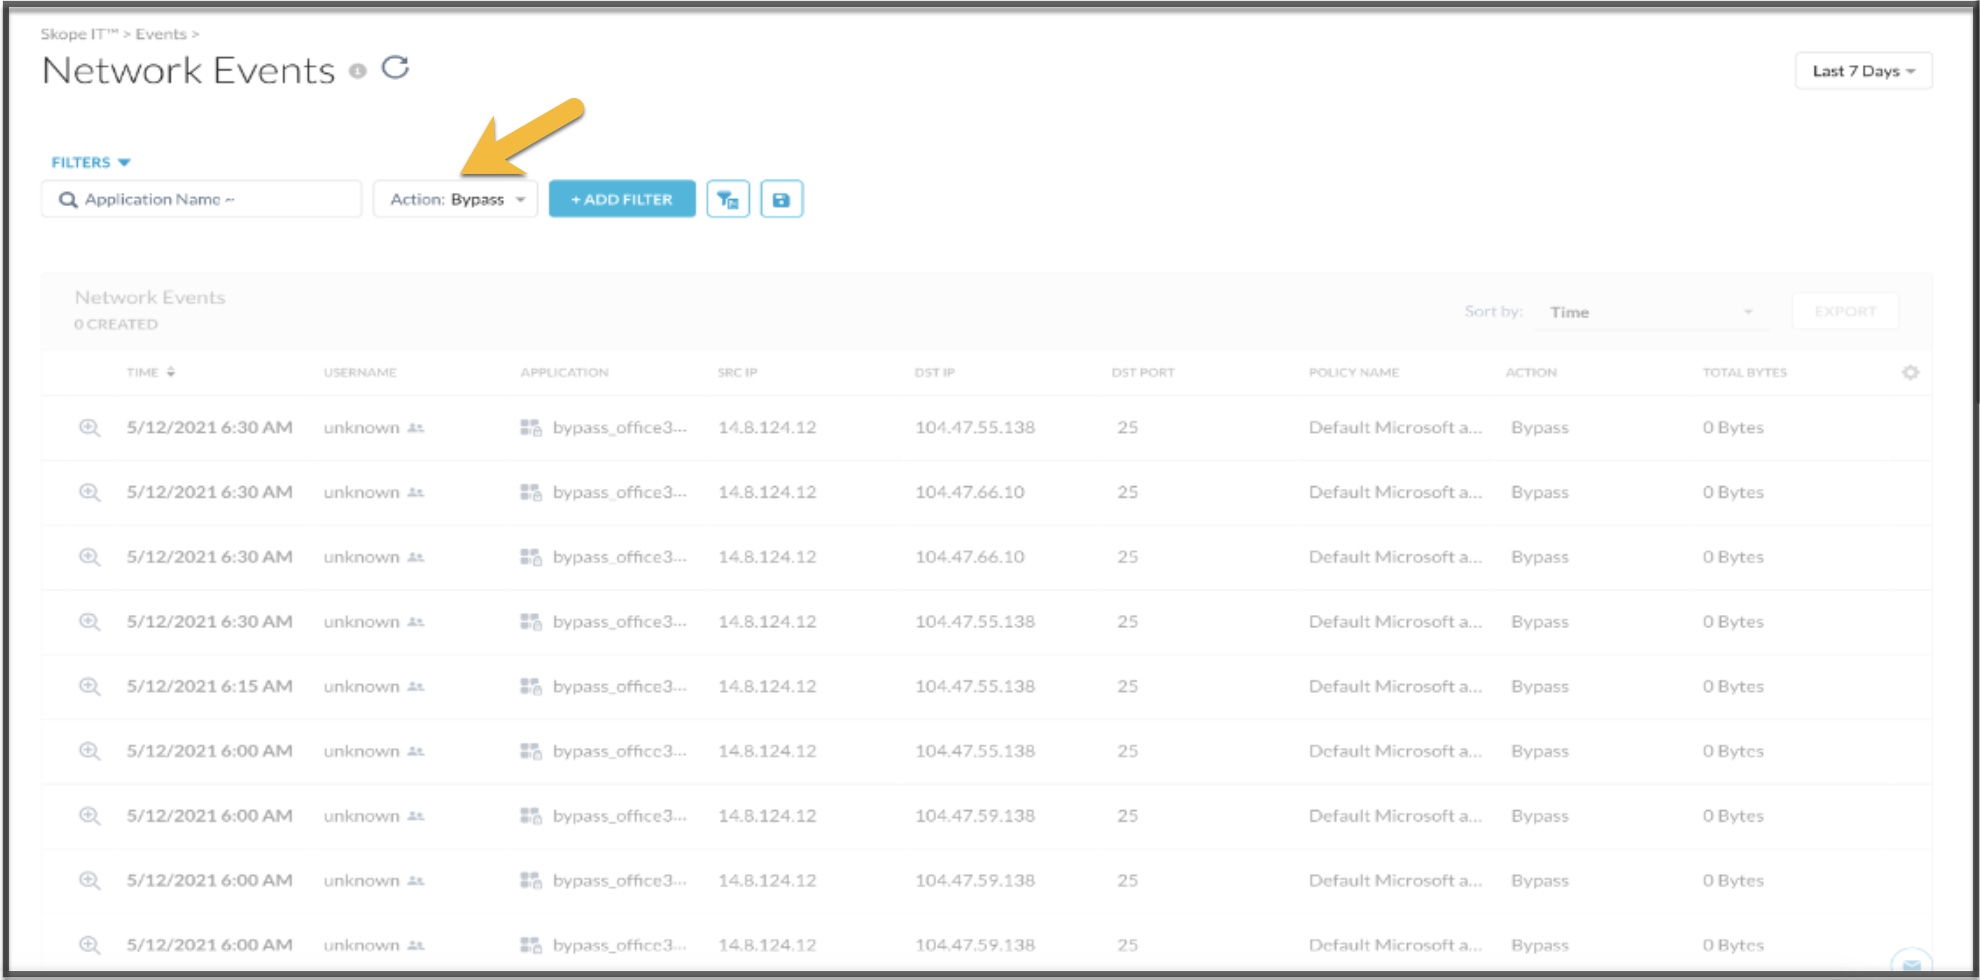 Skope IT™ > Events >
Network Events
Last 7 Days
FILTERS
Application Name ~
Action: Bypass
+ ADD FILTER
Network Events
0 CREATED
Sort by: Time
EXPORT
TIME USERNAME APPLICATION SRC IP DST IP DST PORT POLICY NAME ACTION TOTAL BYTES
5/12/2021 6:30 AM unknown bypass_office3... 14.8.124.12 104.47.55.138 25 Default Microsoft a... Bypass 0 Bytes
5/12/2021 6:30 AM unknown bypass_office3... 14.8.124.12 104.47.66.10 25 Default Microsoft a... Bypass 0 Bytes
5/12/2021 6:30 AM unknown bypass_office3... 14.8.124.12 104.47.66.10 25 Default Microsoft a... Bypass 0 Bytes
5/12/2021 6:30 AM unknown bypass_office3... 14.8.124.12 104.47.55.138 25 Default Microsoft a... Bypass 0 Bytes
5/12/2021 6:15 AM unknown bypass_office3... 14.8.124.12 104.47.55.138 25 Default Microsoft a... Bypass 0 Bytes
5/12/2021 6:00 AM unknown bypass_office3... 14.8.124.12 104.47.55.138 25 Default Microsoft a... Bypass 0 Bytes
5/12/2021 6:00 AM unknown bypass_office3... 14.8.124.12 104.47.59.138 25 Default Microsoft a... Bypass 0 Bytes
5/12/2021 6:00 AM unknown bypass_office3... 14.8.124.12 104.47.59.138 25 Default Microsoft a... Bypass 0 Bytes
5/12/2021 6:00 AM unknown bypass_office3... 14.8.124.12 104.47.59.138 25 Default Microsoft a... Bypass 0 Bytes